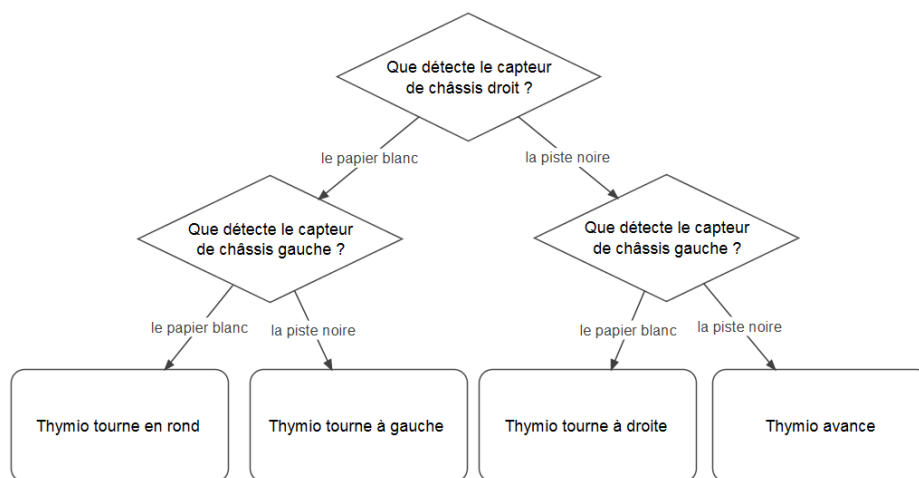 Que détecte le capteur
de châssis droit ?
le papier blanc
la piste noire
Que détecte le capteur
de châssis gauche ?
Que détecte le capteur
de châssis gauche ?
le papier blanc
la piste noire
le papier blanc
la piste noire
Thymio tourne en rond
Thymio tourne à gauche
Thymio tourne à droite
Thymio avance